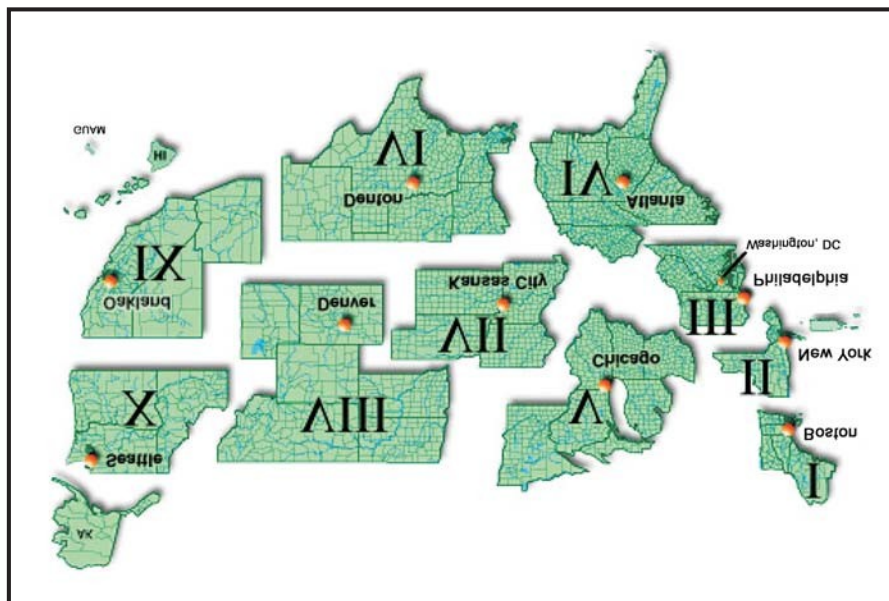 GUAM
HI
VI
Denton
IV
Atlanta
Washington, DC
IX
Oakland
Kansas City
Philadelphia
Denver
III
VII
Chicago
New York
II
X
VIII
V
Boston
Seattle
I
AK